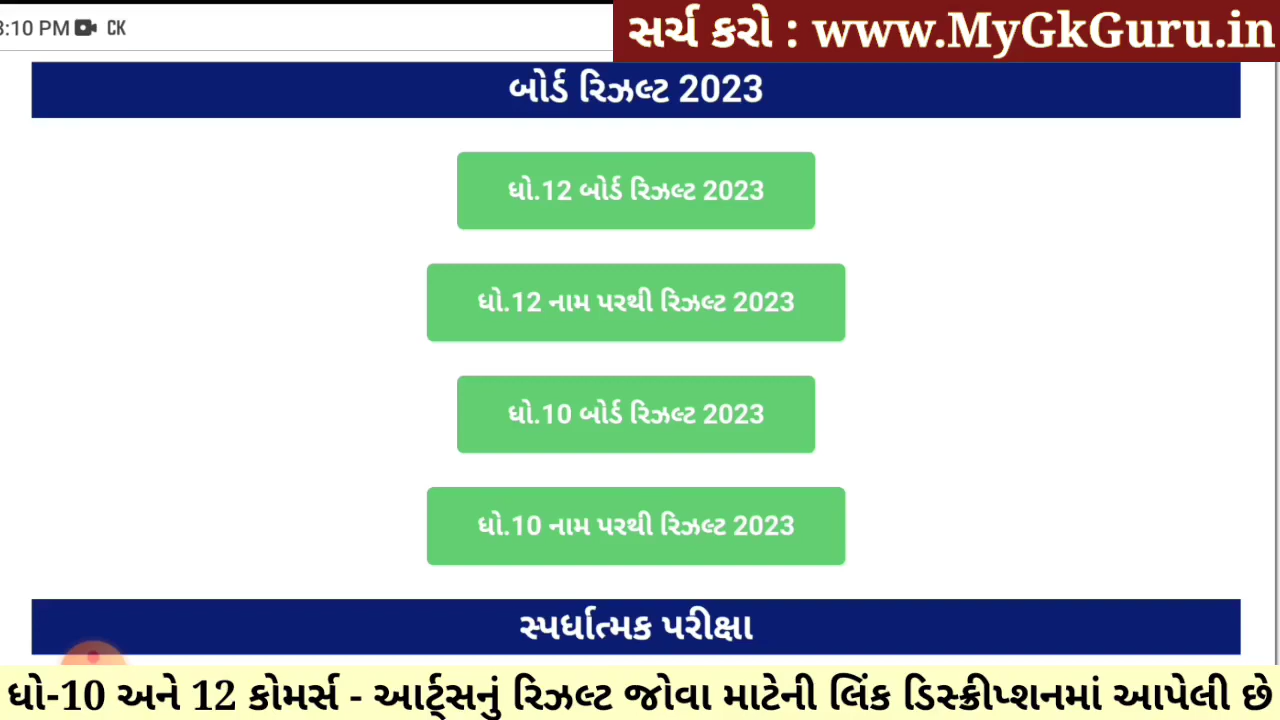 3:10 PM CK
સર્ચ કરો : www.MyGkGuru.in
બોર્ડ રિઝલ્ટ 2023
ધો.12 બોર્ડ રિઝલ્ટ 2023
ધો.12 નામ પરથી રિઝલ્ટ 2023
ધો.10 બોર્ડ રિઝલ્ટ 2023
ધો.10 નામ પરથી રિઝલ્ટ 2023
સ્પર્ધાત્મક પરીક્ષા
ધો-10 અને 12 કોમર્સ - આર્ટ્સનું રિઝલ્ટ જોવા માટેની લિંક ડિસ્ક્રીપ્શનમાં આપેલી છે